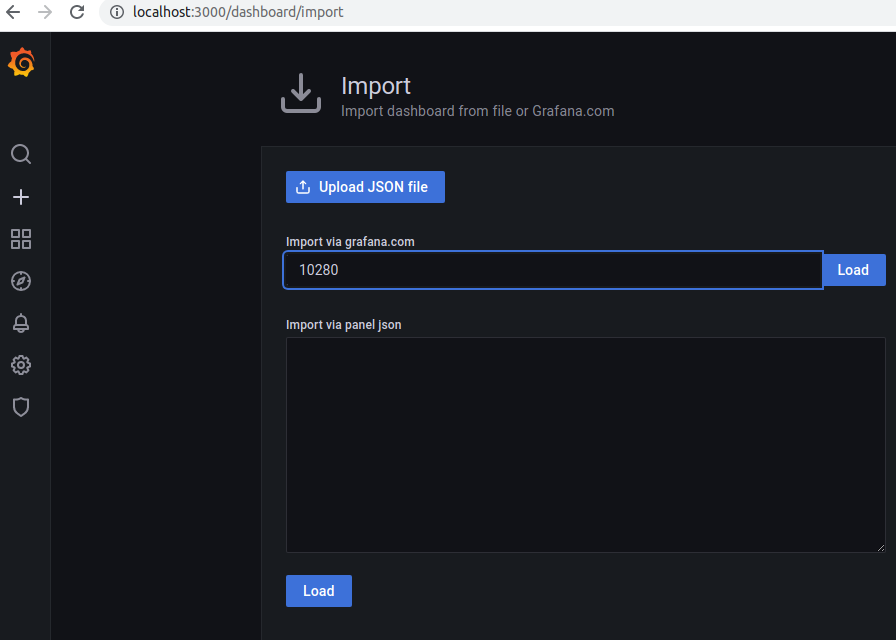 localhost:3000/dashboard/import
Import
Import dashboard from file or Grafana.com
Upload JSON file
Import via grafana.com
10280
Load
Import via panel json
Load